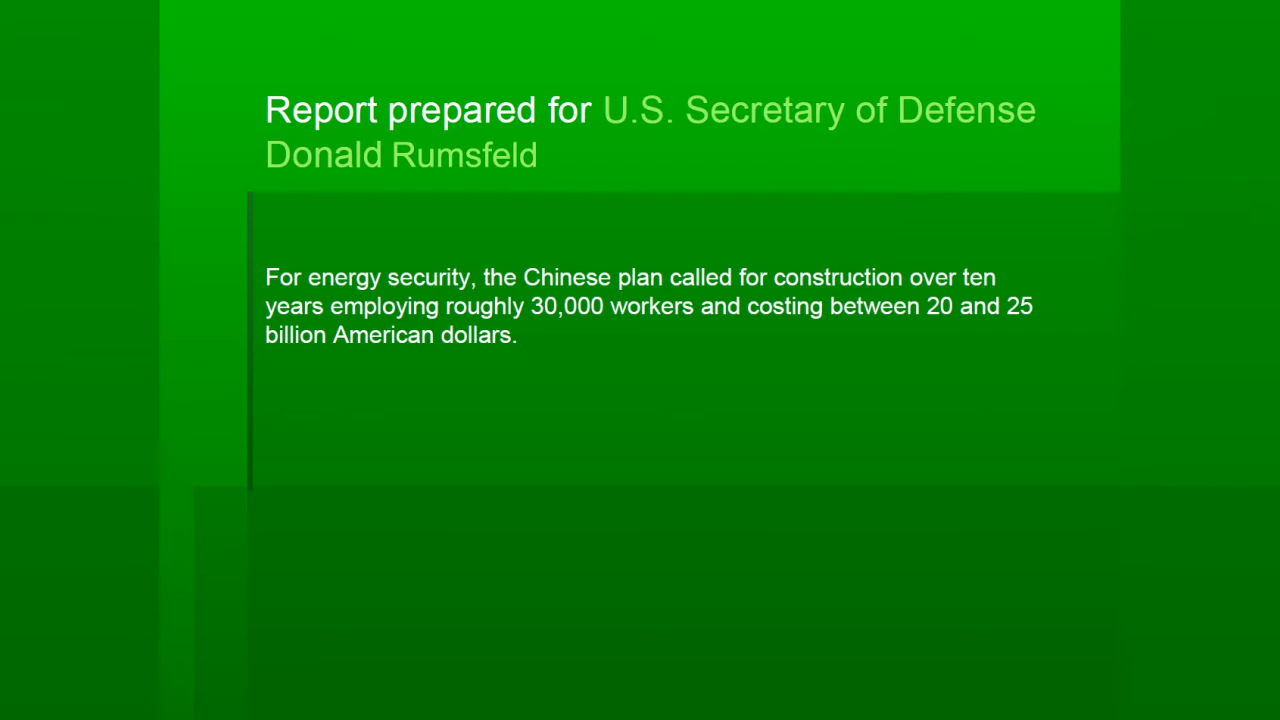 Report prepared for U.S. Secretary of Defense
Donald Rumsfeld
For energy security, the Chinese plan called for construction over ten
years employing roughly 30,000 workers and costing between 20 and 25
billion American dollars.